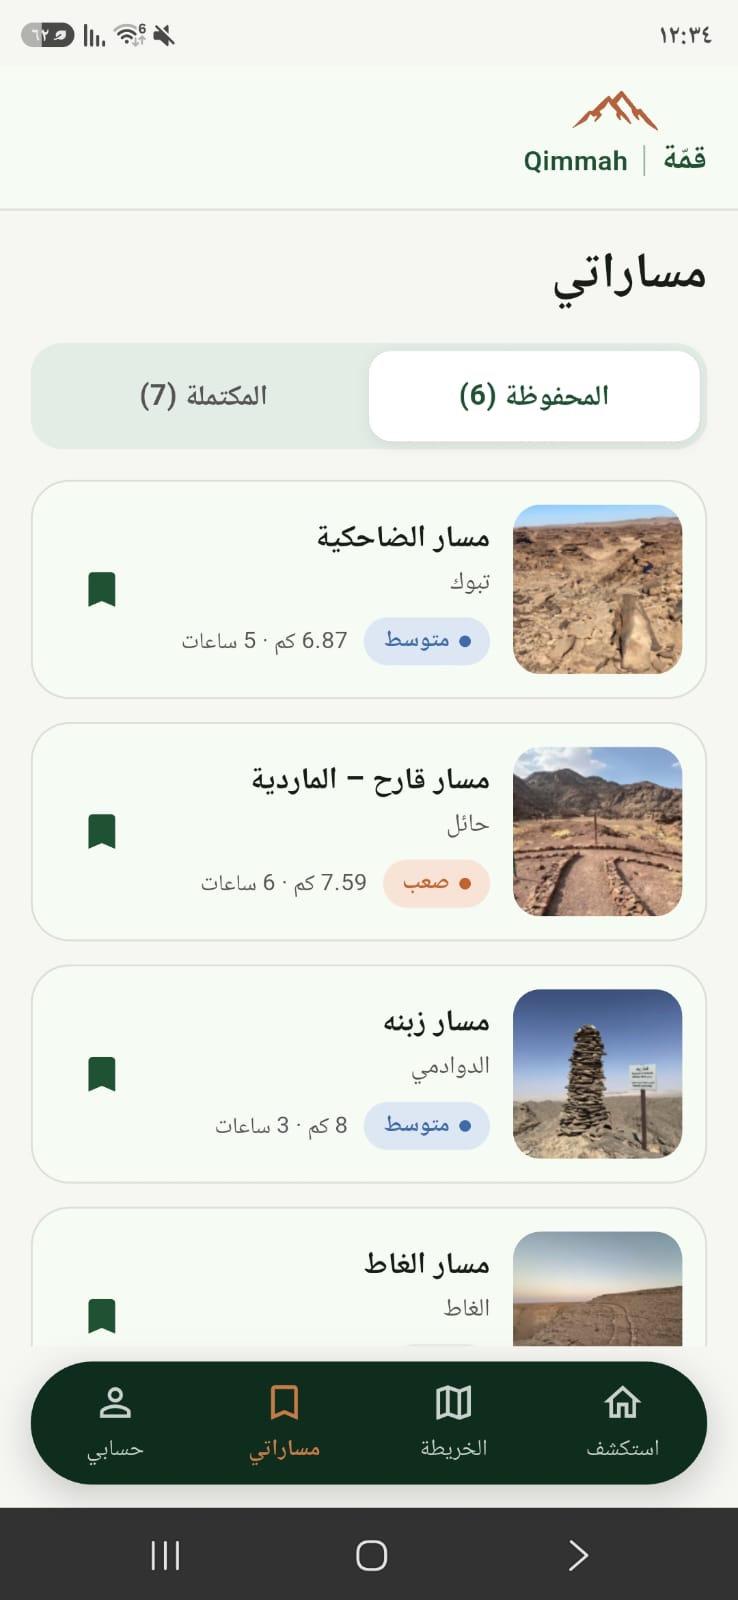 ١٢:٣٤
٦٢
6
قمّة | Qimmah
مساراتي
المحفوظة (6)
المكتملة (7)
مسار الضاحكية
تبوك
متوسط
6.87 كم · 5 ساعات
مسار قارح – الماردية
حائل
صعب
7.59 كم · 6 ساعات
مسار زبنه
الدوادمي
متوسط
8 كم · 3 ساعات
مسار الغاط
الغاط
استكشف
الخريطة
مساراتي
حسابي